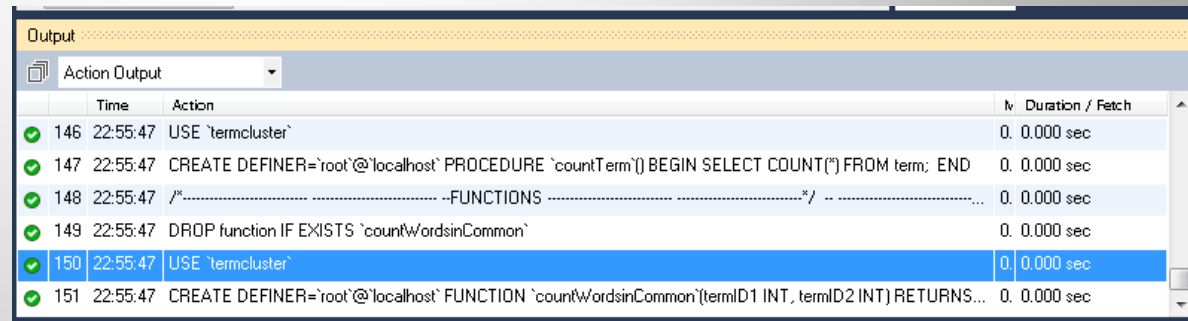 Output
Action Output
Time Action M Duration / Fetch
146 22:55:47 USE `termcluster` 0. 0.000 sec
147 22:55:47 CREATE DEFINER=`root`@`localhost` PROCEDURE `countTerm`() BEGIN SELECT COUNT(*) FROM term; END 0. 0.000 sec
148 22:55:47 /*--------------------------- --------------------------- --FUNCTIONS --------------------------- ---------------------------*/ -- -----------------------------... 0. 0.000 sec
149 22:55:47 DROP function IF EXISTS `countWordsinCommon` 0. 0.000 sec
150 22:55:47 USE `termcluster` 0. 0.000 sec
151 22:55:47 CREATE DEFINER=`root`@`localhost` FUNCTION `countWordsinCommon`(termID1 INT, termID2 INT) RETURNS... 0. 0.000 sec